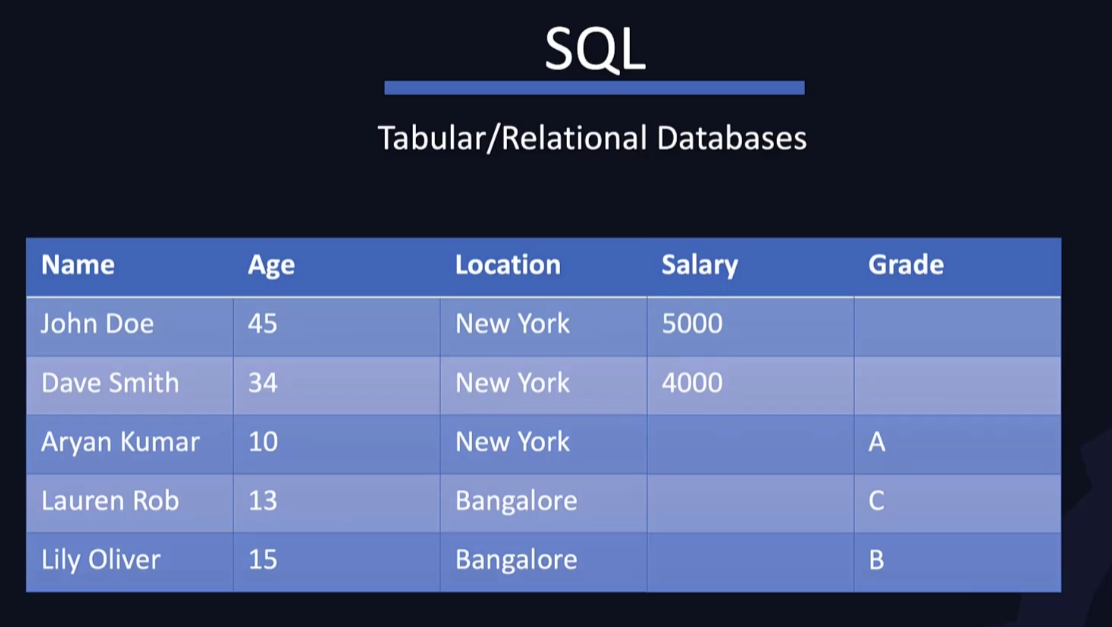 SQL
Tabular/Relational Databases
Name Age Location Salary Grade
John Doe 45 New York 5000
Dave Smith 34 New York 4000
Aryan Kumar 10 New York A
Lauren Rob 13 Bangalore C
Lily Oliver 15 Bangalore B